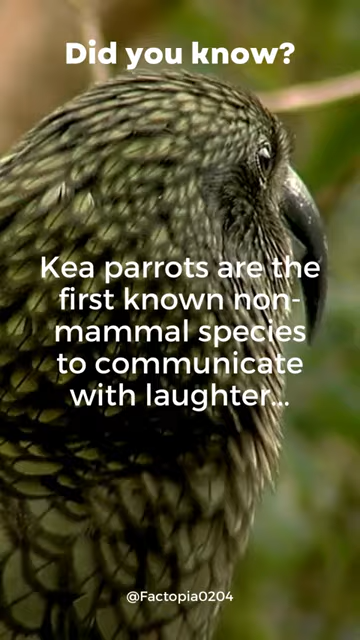 Did you know?
Kea parrots are the
first known non-
mammal species
to communicate
with laughter...
@Factopia0204